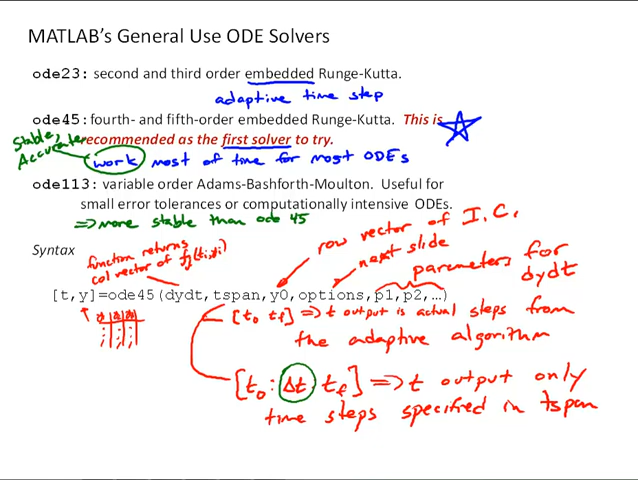 MATLAB's General Use ODE Solvers
ode23: second and third order embedded Runge-Kutta.
adaptive time step
ode45: fourth- and fifth-order embedded Runge-Kutta. This is
recommended as the first solver to try.
Stable,
Accurate
work most of time for most ODEs
ode113: variable order Adams-Bashforth-Moulton. Useful for
small error tolerances or computationally intensive ODEs.
⇒ more stable than ode 45
Syntax
function returns
col vector of
row vector of I.C.
next slide
parameters for
dydt
[t,y]=ode45(dydt,tspan,y0,options,p1,p2,…)
[t₀ t_f] ⇒ t output is actual steps from
the adaptive algorithm
[t₀ : Δt t_f] ⇒ t output only
time steps specified in tspan